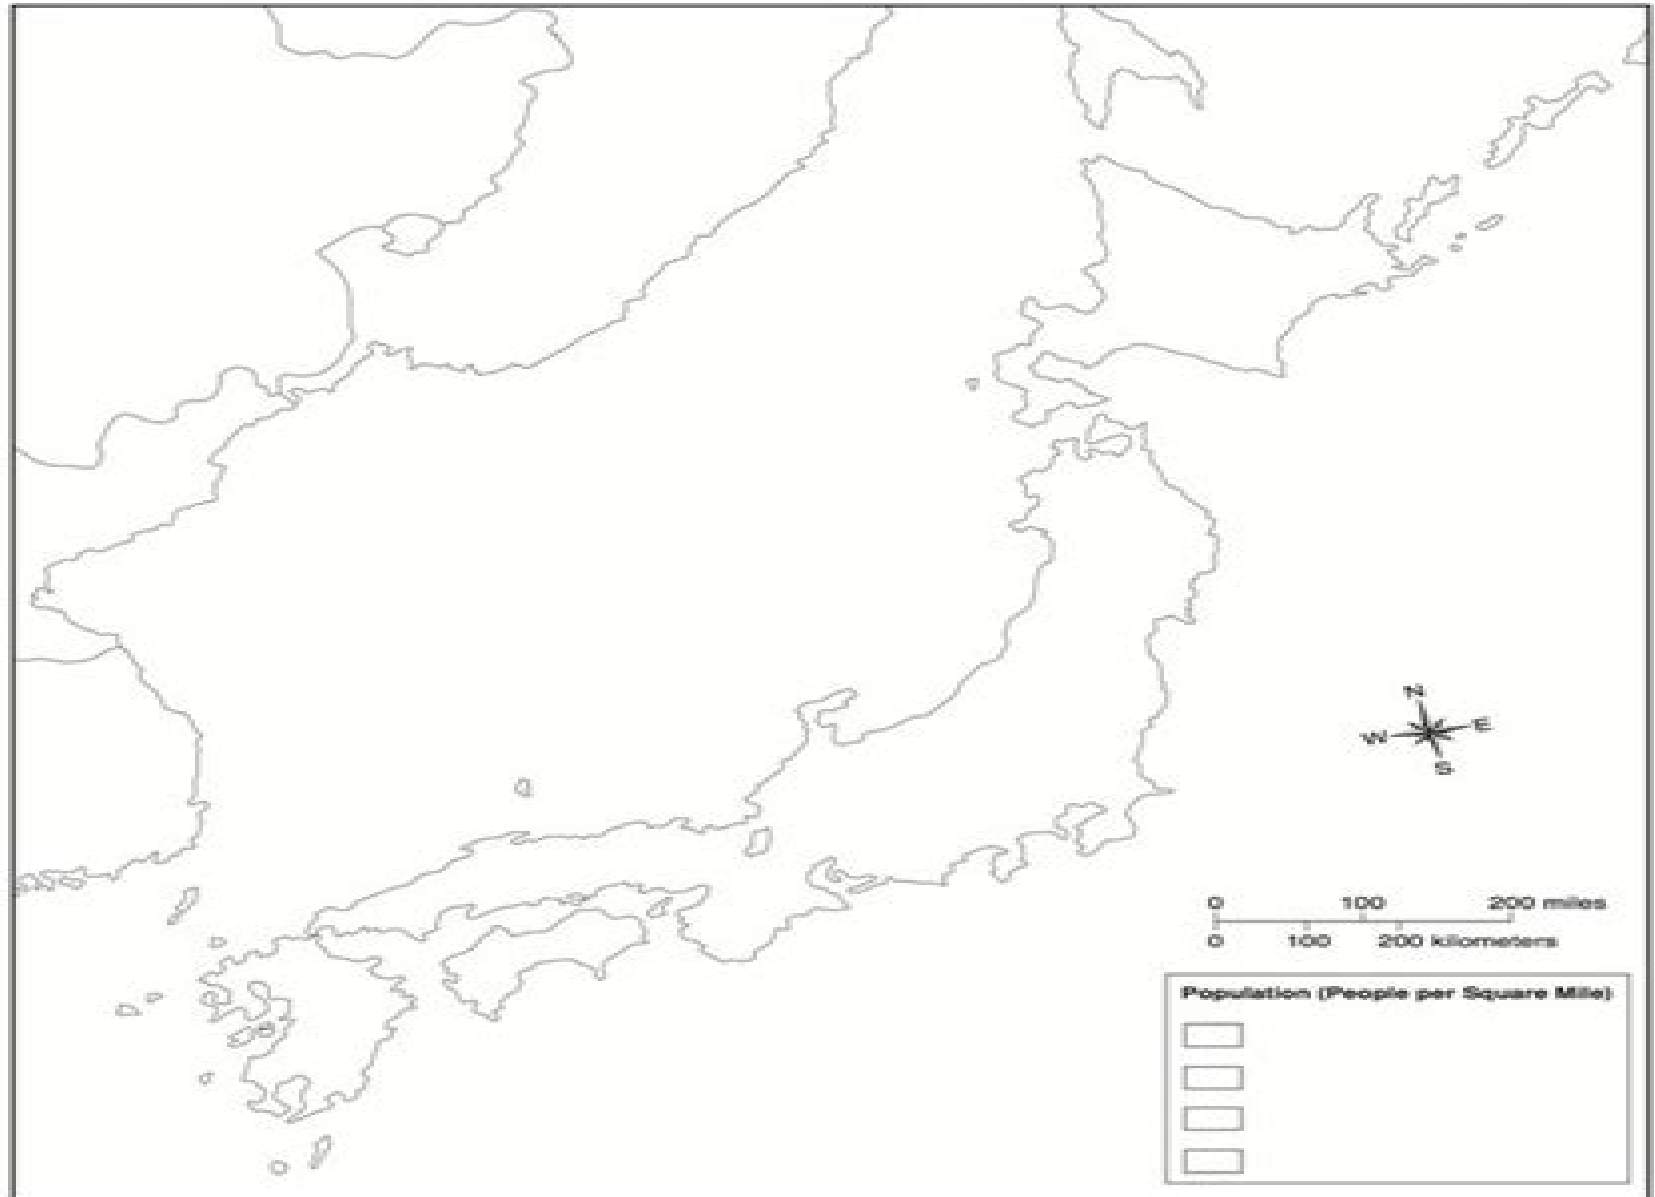 N
W E
S
0 100 200 miles
0 100 200 kilometers
Population (People per Square Mile)